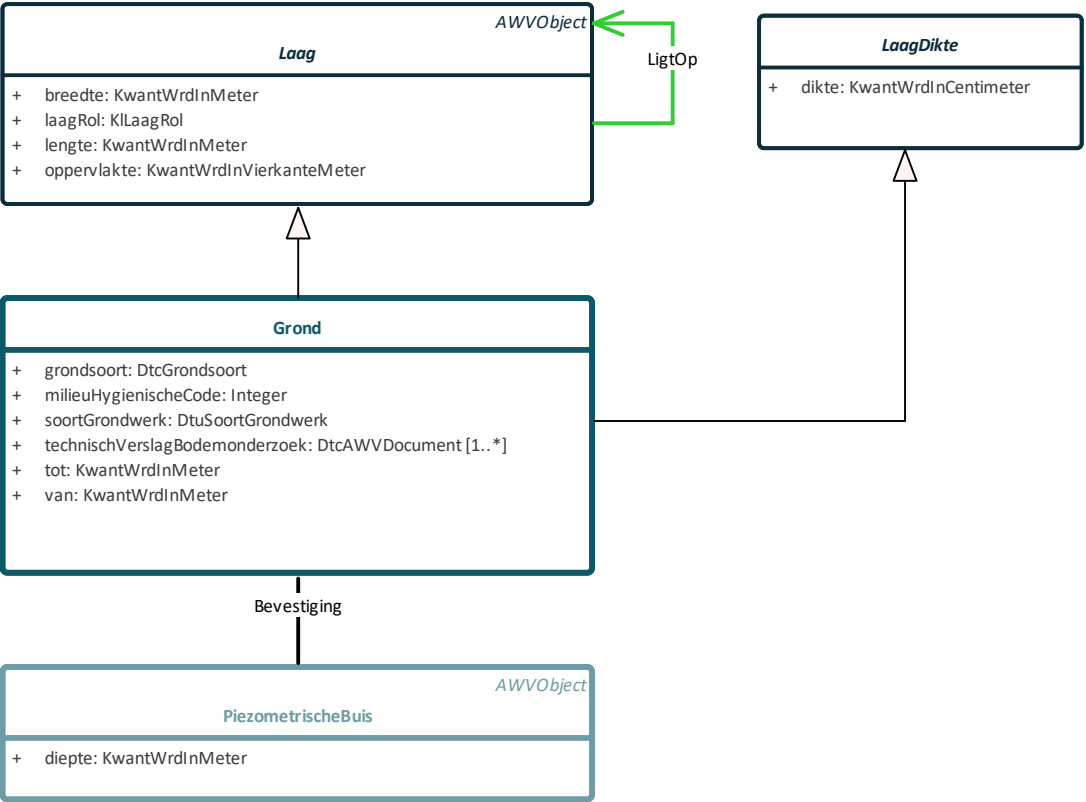 AWVObject
Laag
+ breedte: KwantWrdInMeter
+ laagRol: KlLaagRol
+ lengte: KwantWrdInMeter
+ oppervlakte: KwantWrdInVierkanteMeter
LigtOp
LaagDikte
+ dikte: KwantWrdInCentimeter
Grond
+ grondsoort: DtcGrondsoort
+ milieuHygienischeCode: Integer
+ soortGrondwerk: DtuSoortGrondwerk
+ technischVerslagBodemonderzoek: DtcAWVDocument [1..*]
+ tot: KwantWrdInMeter
+ van: KwantWrdInMeter
Bevestiging
AWVObject
PiezometrischeBuis
+ diepte: KwantWrdInMeter